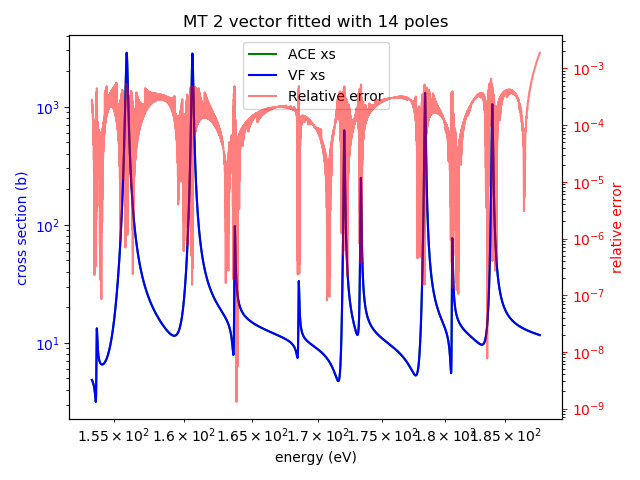 MT 2 vector fitted with 14 poles
ACE xs
VF xs
Relative error
cross section (b)
10³
10²
10¹
10⁻³
10⁻⁴
10⁻⁵
10⁻⁶
10⁻⁷
10⁻⁸
10⁻⁹
relative error
1.55 × 10² 1.6 × 10² 1.65 × 10² 1.7 × 10² 1.75 × 10² 1.8 × 10² 1.85 × 10²
energy (eV)